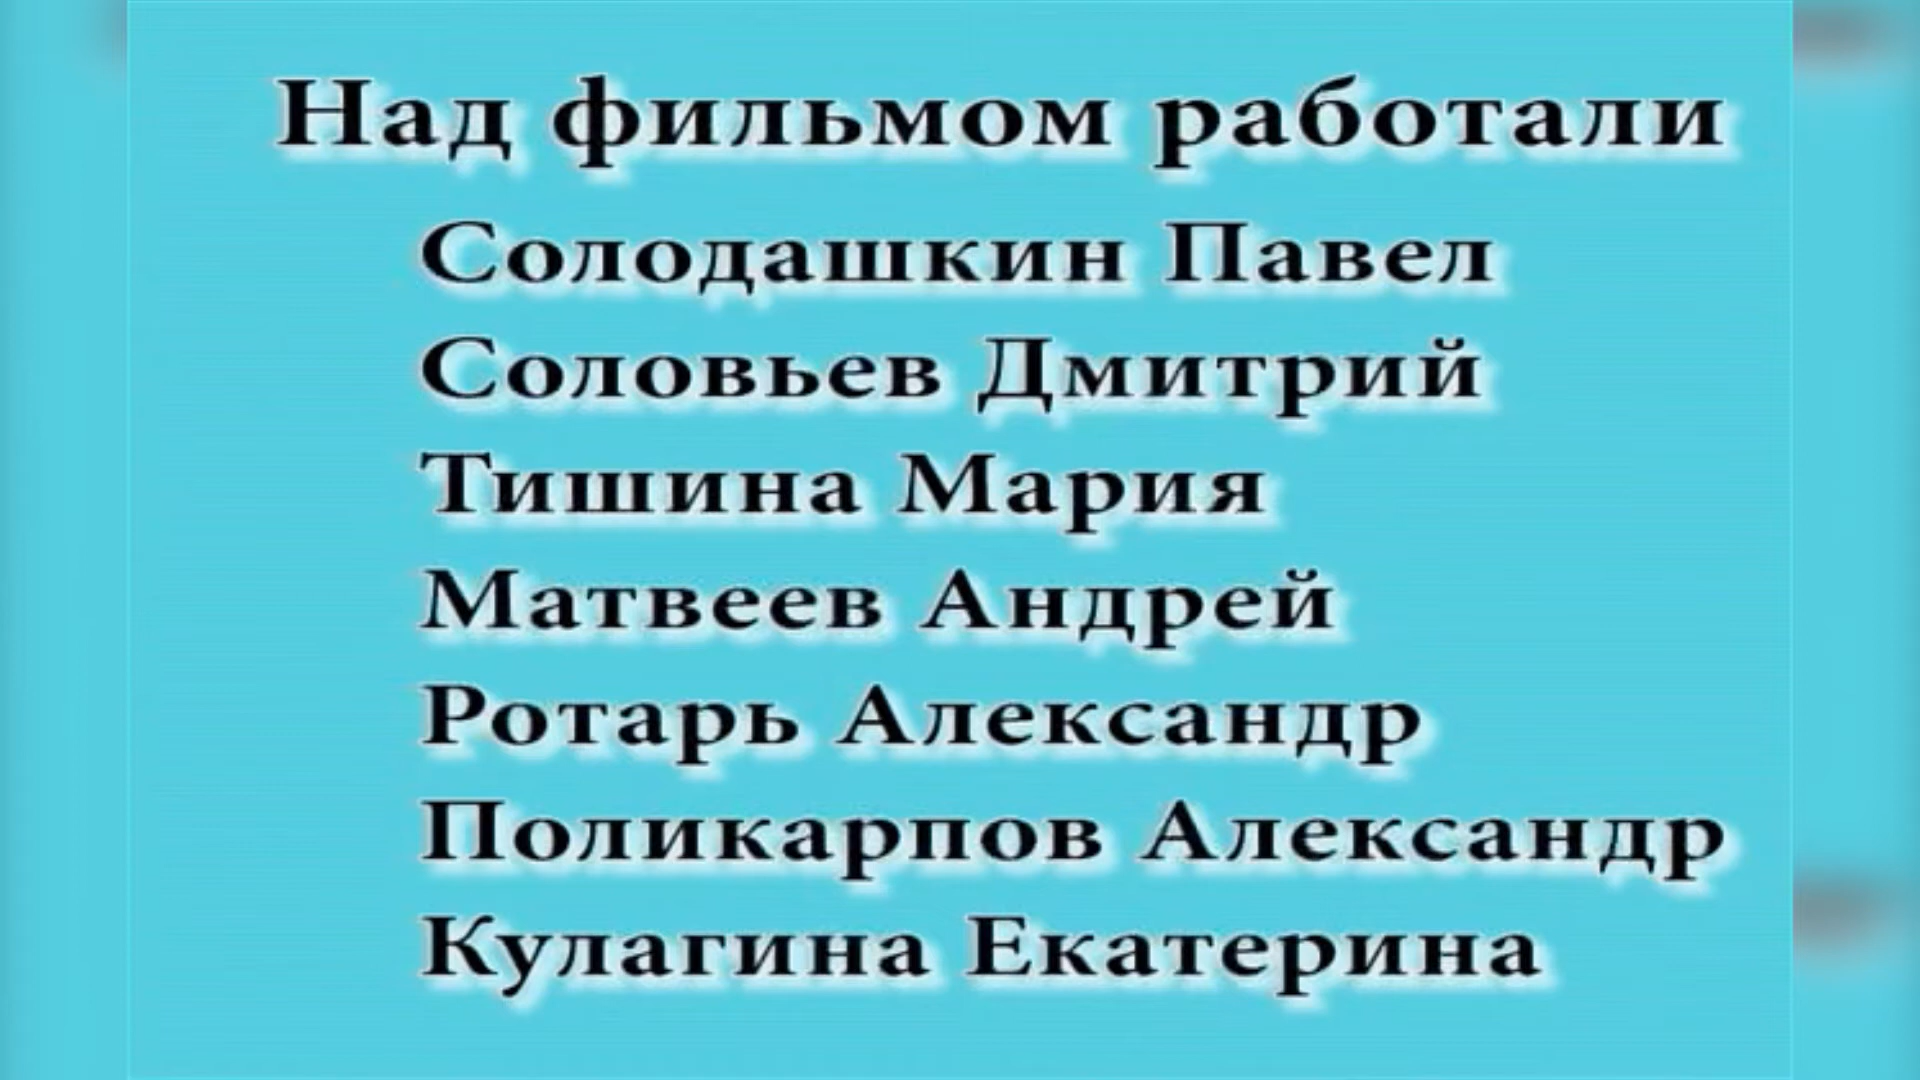 Над фильмом работали
Солодашкин Павел
Соловьев Дмитрий
Тишина Мария
Матвеев Андрей
Ротарь Александр
Поликарпов Александр
Кулагина Екатерина